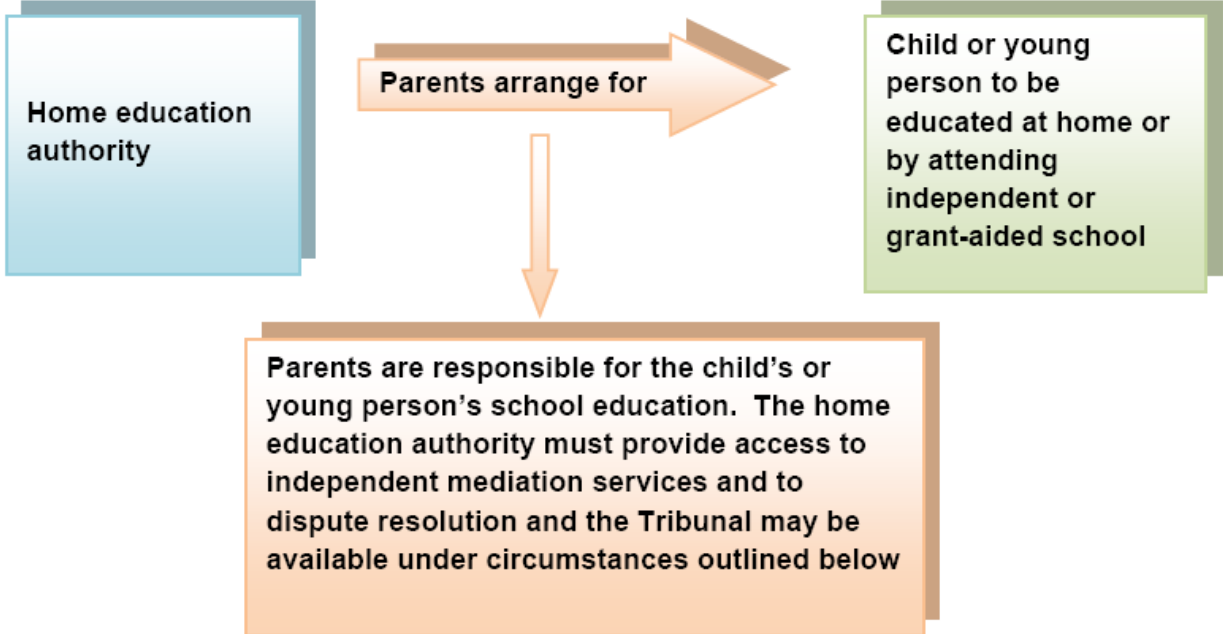 Home education
authority
Parents arrange for
Child or young
person to be
educated at home or
by attending
independent or
grant-aided school
Parents are responsible for the child’s or
young person’s school education.  The home
education authority must provide access to
independent mediation services and to
dispute resolution and the Tribunal may be
available under circumstances outlined below